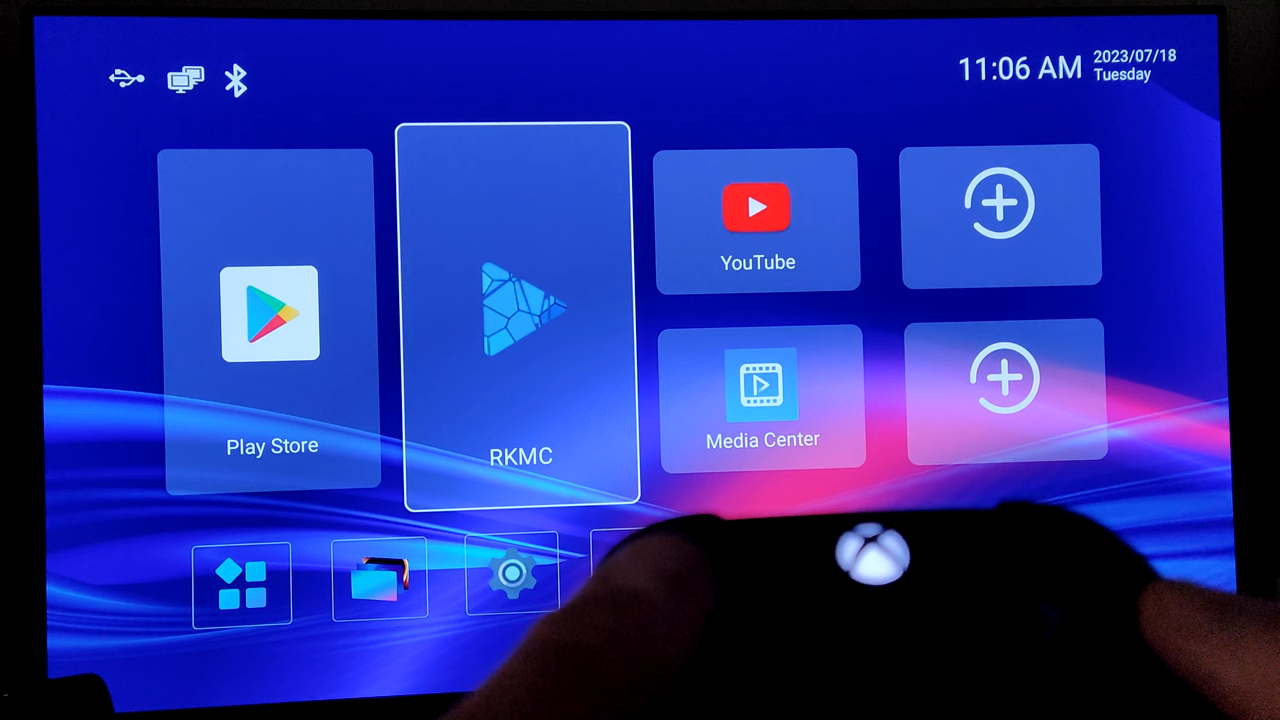 11:06 AM
2023/07/18
Tuesday
Play Store
RKMC
YouTube
Media Center